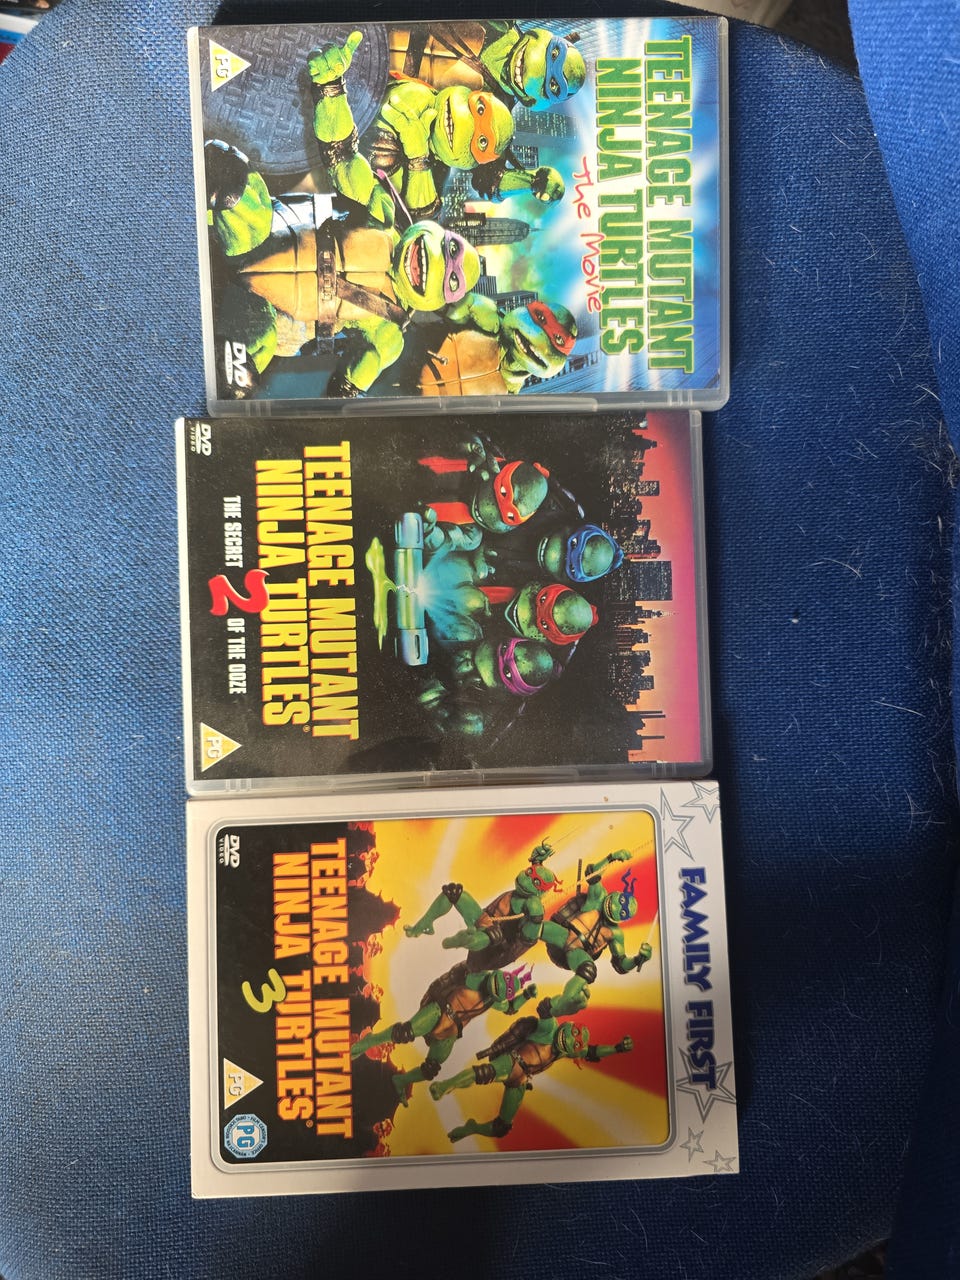 TEENAGE MUTANT
NINJA TURTLES
The Movie
PG
DVD
TEENAGE MUTANT
NINJA TURTLES®
THE SECRET 2 OF THE OOZE
DVD
VIDEO
PG
FAMILY FIRST
TEENAGE MUTANT
NINJA TURTLES®
3
DVD
VIDEO
PG
PG